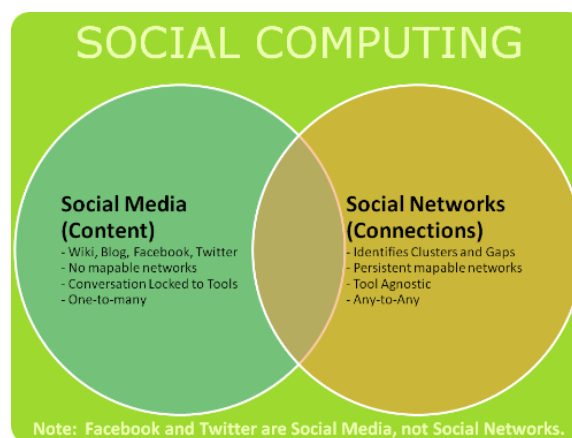 SOCIAL COMPUTING
Social Media
(Content)
- Wiki, Blog, Facebook, Twitter
- No mapable networks
- Conversation Locked to Tools
- One-to-many
Social Networks
(Connections)
- Identifies Clusters and Gaps
- Persistent mapable networks
- Tool Agnostic
- Any-to-Any
Note: Facebook and Twitter are Social Media, not Social Networks.